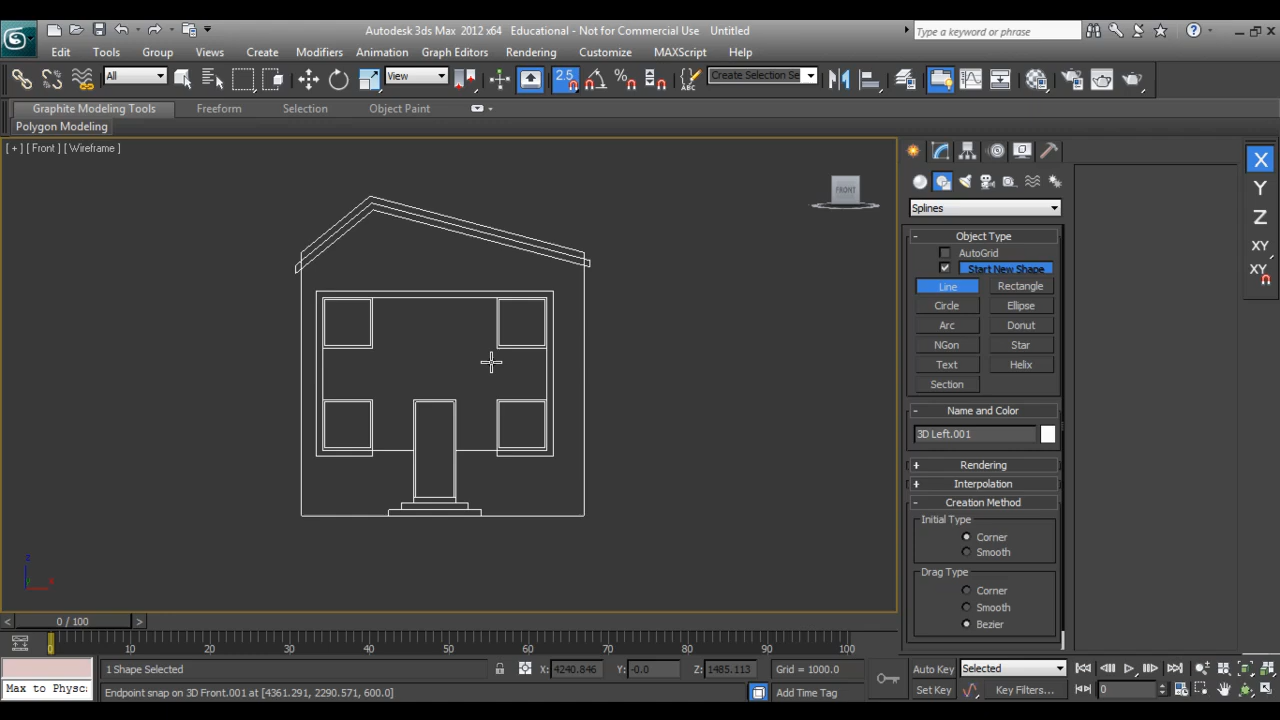 Autodesk 3ds Max 2012 x64    Educational - Not for Commercial Use    Untitled
Type a keyword or phrase
Edit Tools Group Views Create Modifiers Animation Graph Editors Rendering Customize MAXScript Help
All View 2.5 ABC Create Selection Se
Graphite Modeling Tools Freeform Selection Object Paint
Polygon Modeling
[ + ] [ Front ] [ Wireframe ]
FRONT
X
Y
Z
XY
XY
Splines
- Object Type
AutoGrid
Start New Shape
Line Rectangle
Circle Ellipse
Arc Donut
NGon Star
Text Helix
Section
- Name and Color
3D Left.001
+ Rendering
+ Interpolation
- Creation Method
Initial Type
Corner
Smooth
Drag Type
Corner
Smooth
Bezier
z
y
x
< 0 / 100 >
0 10 20 30 40 50 60 70 80 90 100
1 Shape Selected X: 4240.846 Y: -0.0 Z: 1485.113 Grid = 1000.0 Auto Key Selected
Max to Physc: Endpoint snap on 3D Front.001 at [4361.291, 2290.571, 600.0] Add Time Tag Set Key Key Filters... 0